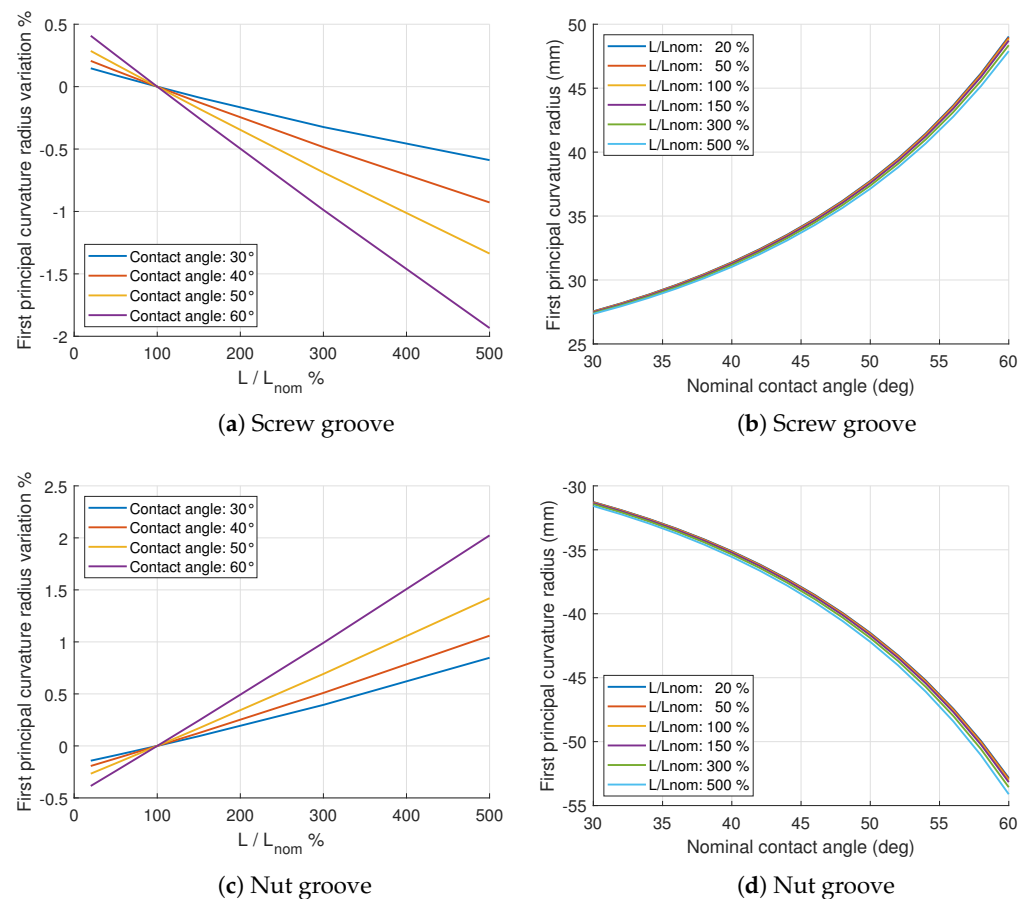 First principal curvature radius variation %
0.5
0
-0.5
-1
-1.5
-2
Contact angle: 30°
Contact angle: 40°
Contact angle: 50°
Contact angle: 60°
0 100 200 300 400 500
L / Lnom %
(a) Screw groove
First principal curvature radius (mm)
50
45
40
35
30
25
L/Lnom: 20 %
L/Lnom: 50 %
L/Lnom: 100 %
L/Lnom: 150 %
L/Lnom: 300 %
L/Lnom: 500 %
30 35 40 45 50 55 60
Nominal contact angle (deg)
(b) Screw groove
First principal curvature radius variation %
2.5
2
1.5
1
0.5
0
-0.5
Contact angle: 30°
Contact angle: 40°
Contact angle: 50°
Contact angle: 60°
0 100 200 300 400 500
L / Lnom %
(c) Nut groove
First principal curvature radius (mm)
-30
-35
-40
-45
-50
-55
L/Lnom: 20 %
L/Lnom: 50 %
L/Lnom: 100 %
L/Lnom: 150 %
L/Lnom: 300 %
L/Lnom: 500 %
30 35 40 45 50 55 60
Nominal contact angle (deg)
(d) Nut groove